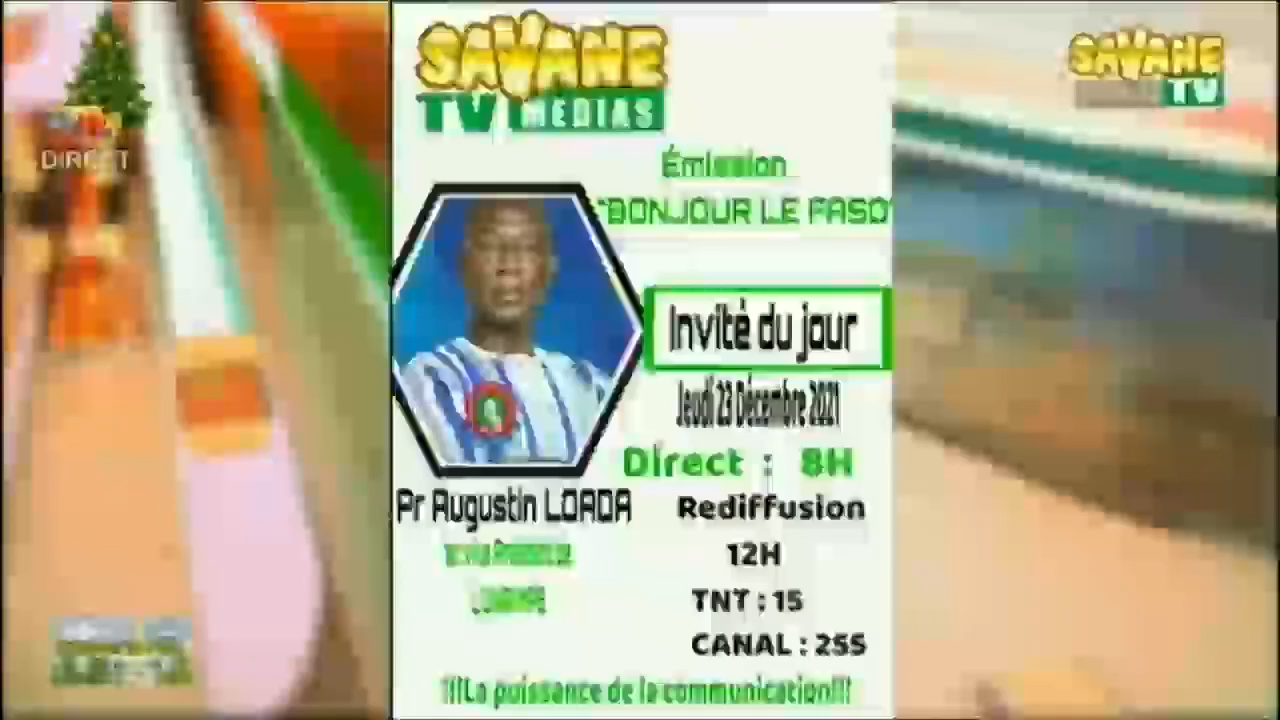 SAVANE
TV MEDIAS
SAVANE
TV
DIRECT
Émission
"BONJOUR LE FASO"
Invité du jour
Jeudi 23 Décembre 2021
Direct : 8H
Pr Augustin LOADA
Rediffusion
12H
TNT : 15
CANAL : 255
!!!La puissance de la communication!!!